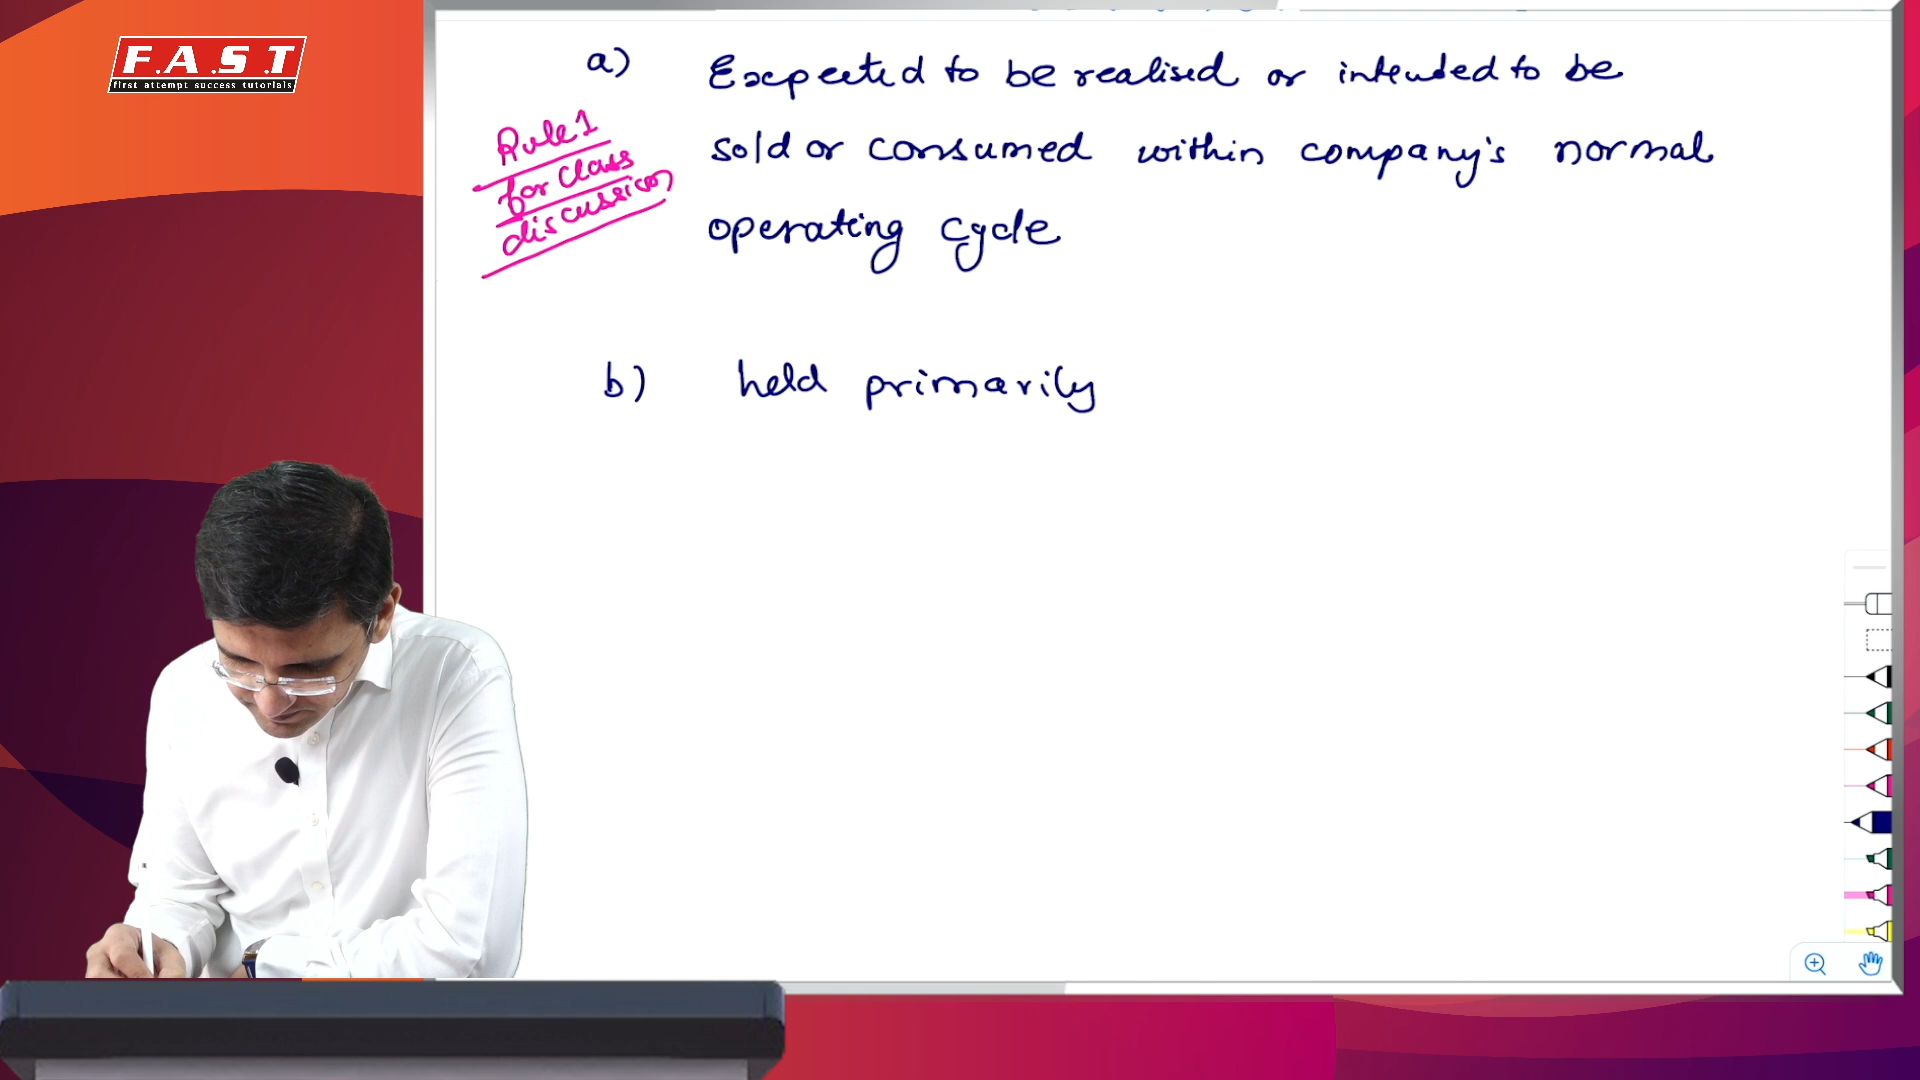 F.A.S.T
first attempt success tutorials
a) Expected to be realised or intended to be
sold or consumed within company's normal
operating cycle
Rule 1
for class
discussion
b) held primarily